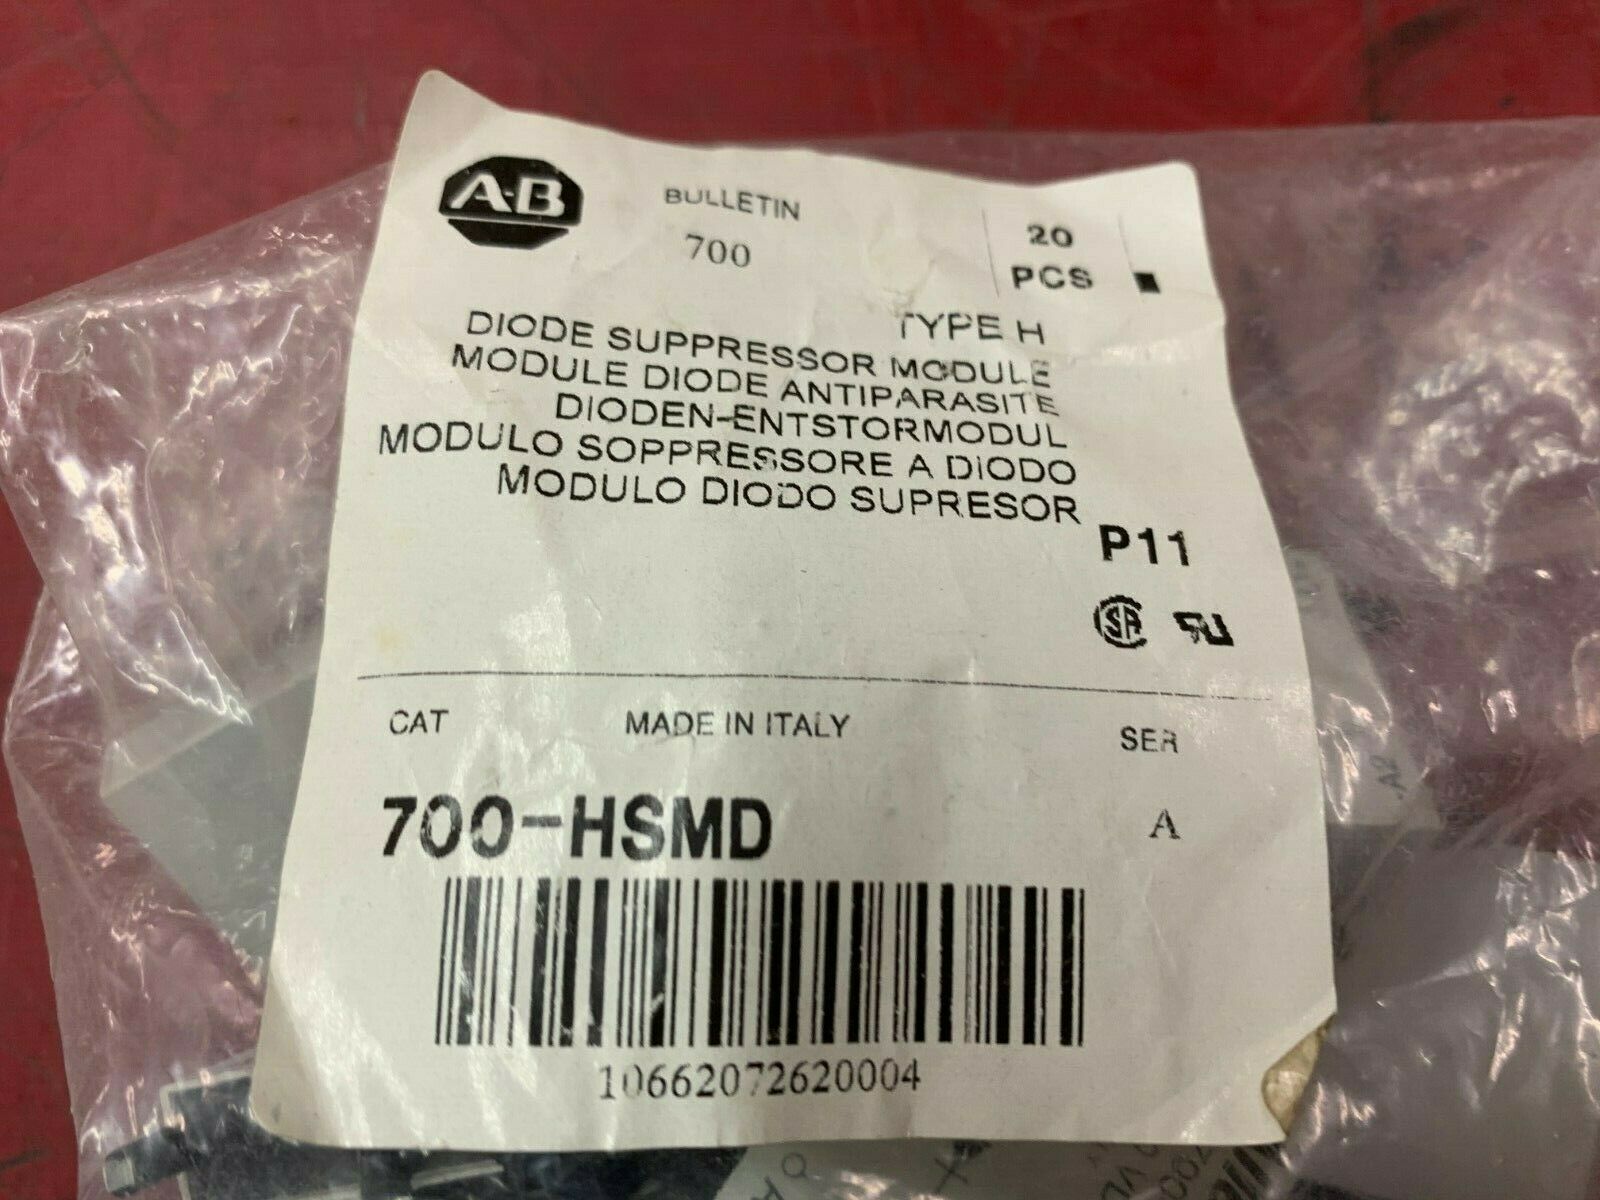 A-B
BULLETIN
700
20
PCS
TYPE H
DIODE SUPPRESSOR MODULE
MODULE DIODE ANTIPARASITE
DIODEN-ENTSTORMODUL
MODULO SOPPRESSORE A DIODO
MODULO DIODO SUPRESOR
P11
CAT
MADE IN ITALY
SER
700-HSMD
A
10662072620004
A2